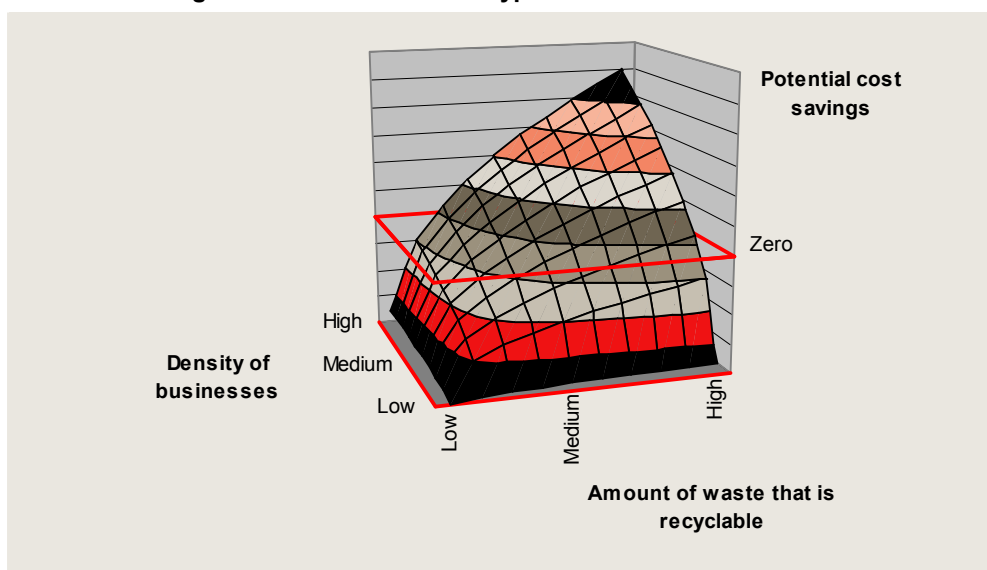 Potential cost
savings
Zero
High
Medium
Low
Density of
businesses
Low
Medium
High
Amount of waste that is
recyclable